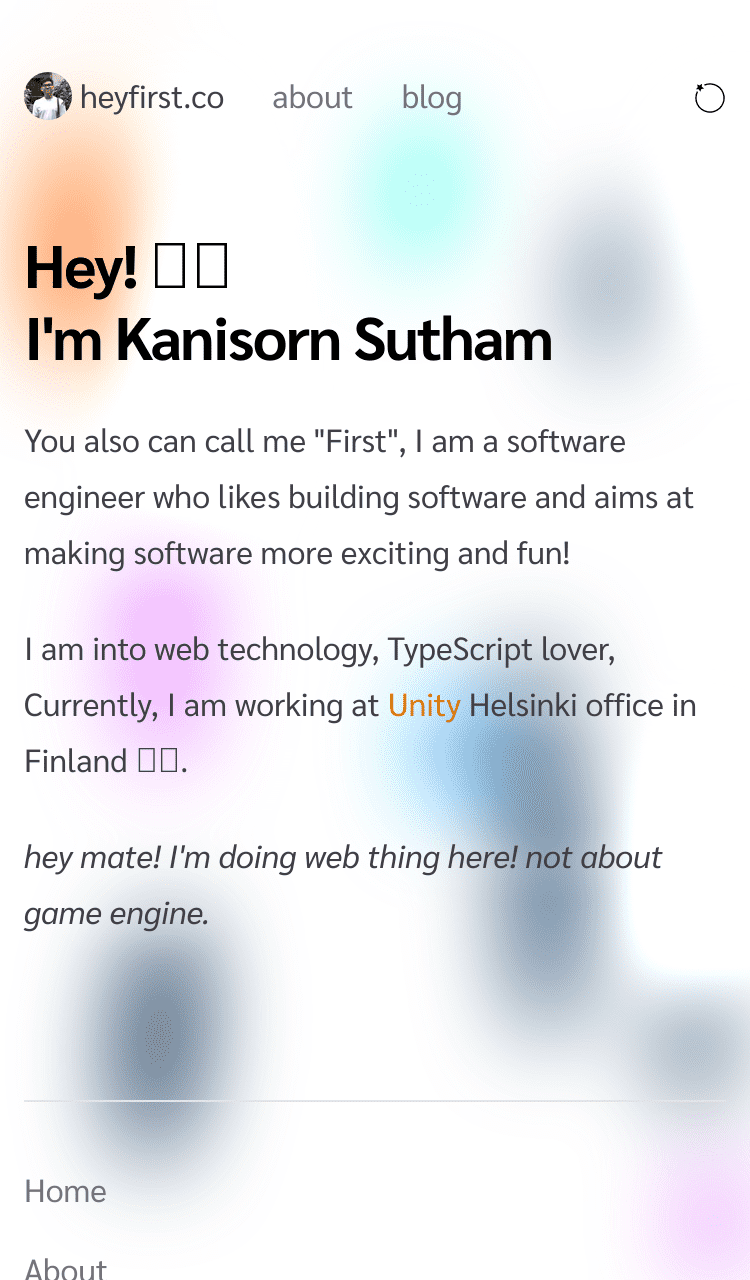 heyfirst.co about blog
Hey! 
I'm Kanisorn Sutham
You also can call me "First", I am a software
engineer who likes building software and aims at
making software more exciting and fun!
I am into web technology, TypeScript lover,
Currently, I am working at Unity Helsinki office in
Finland .
hey mate! I'm doing web thing here! not about
game engine.
Home
About